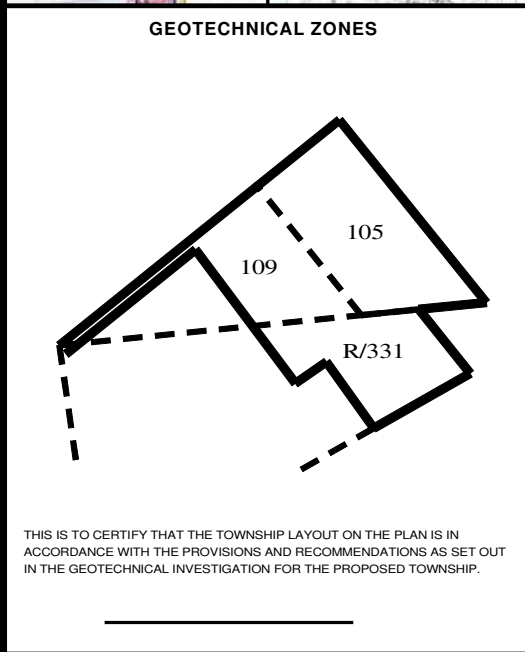 GEOTECHNICAL ZONES
105
109
R/331
THIS IS TO CERTIFY THAT THE TOWNSHIP LAYOUT ON THE PLAN IS IN
ACCORDANCE WITH THE PROVISIONS AND RECOMMENDATIONS AS SET OUT
IN THE GEOTECHNICAL INVESTIGATION FOR THE PROPOSED TOWNSHIP.